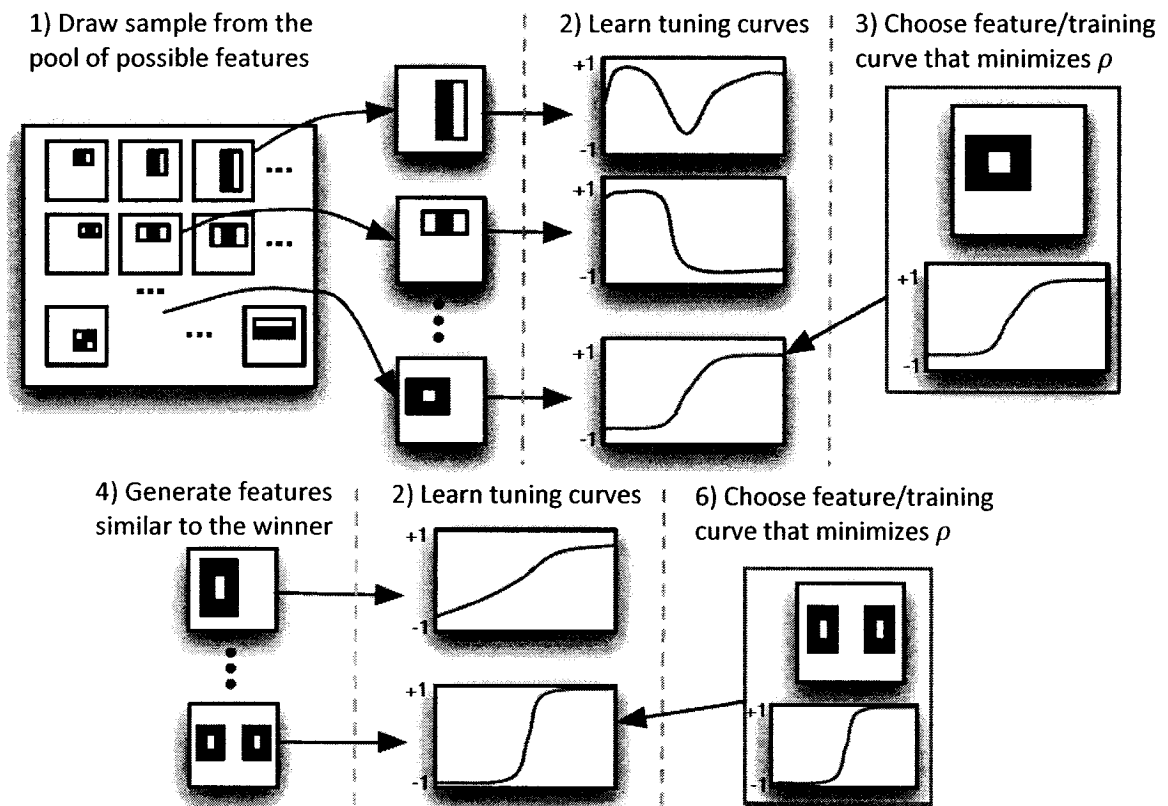 1) Draw sample from the
pool of possible features
2) Learn tuning curves
3) Choose feature/training
curve that minimizes ρ
...
...
...
...
+1
-1
+1
-1
+1
-1
+1
-1
4) Generate features
similar to the winner
2) Learn tuning curves
6) Choose feature/training
curve that minimizes ρ
+1
-1
+1
-1
+1
-1